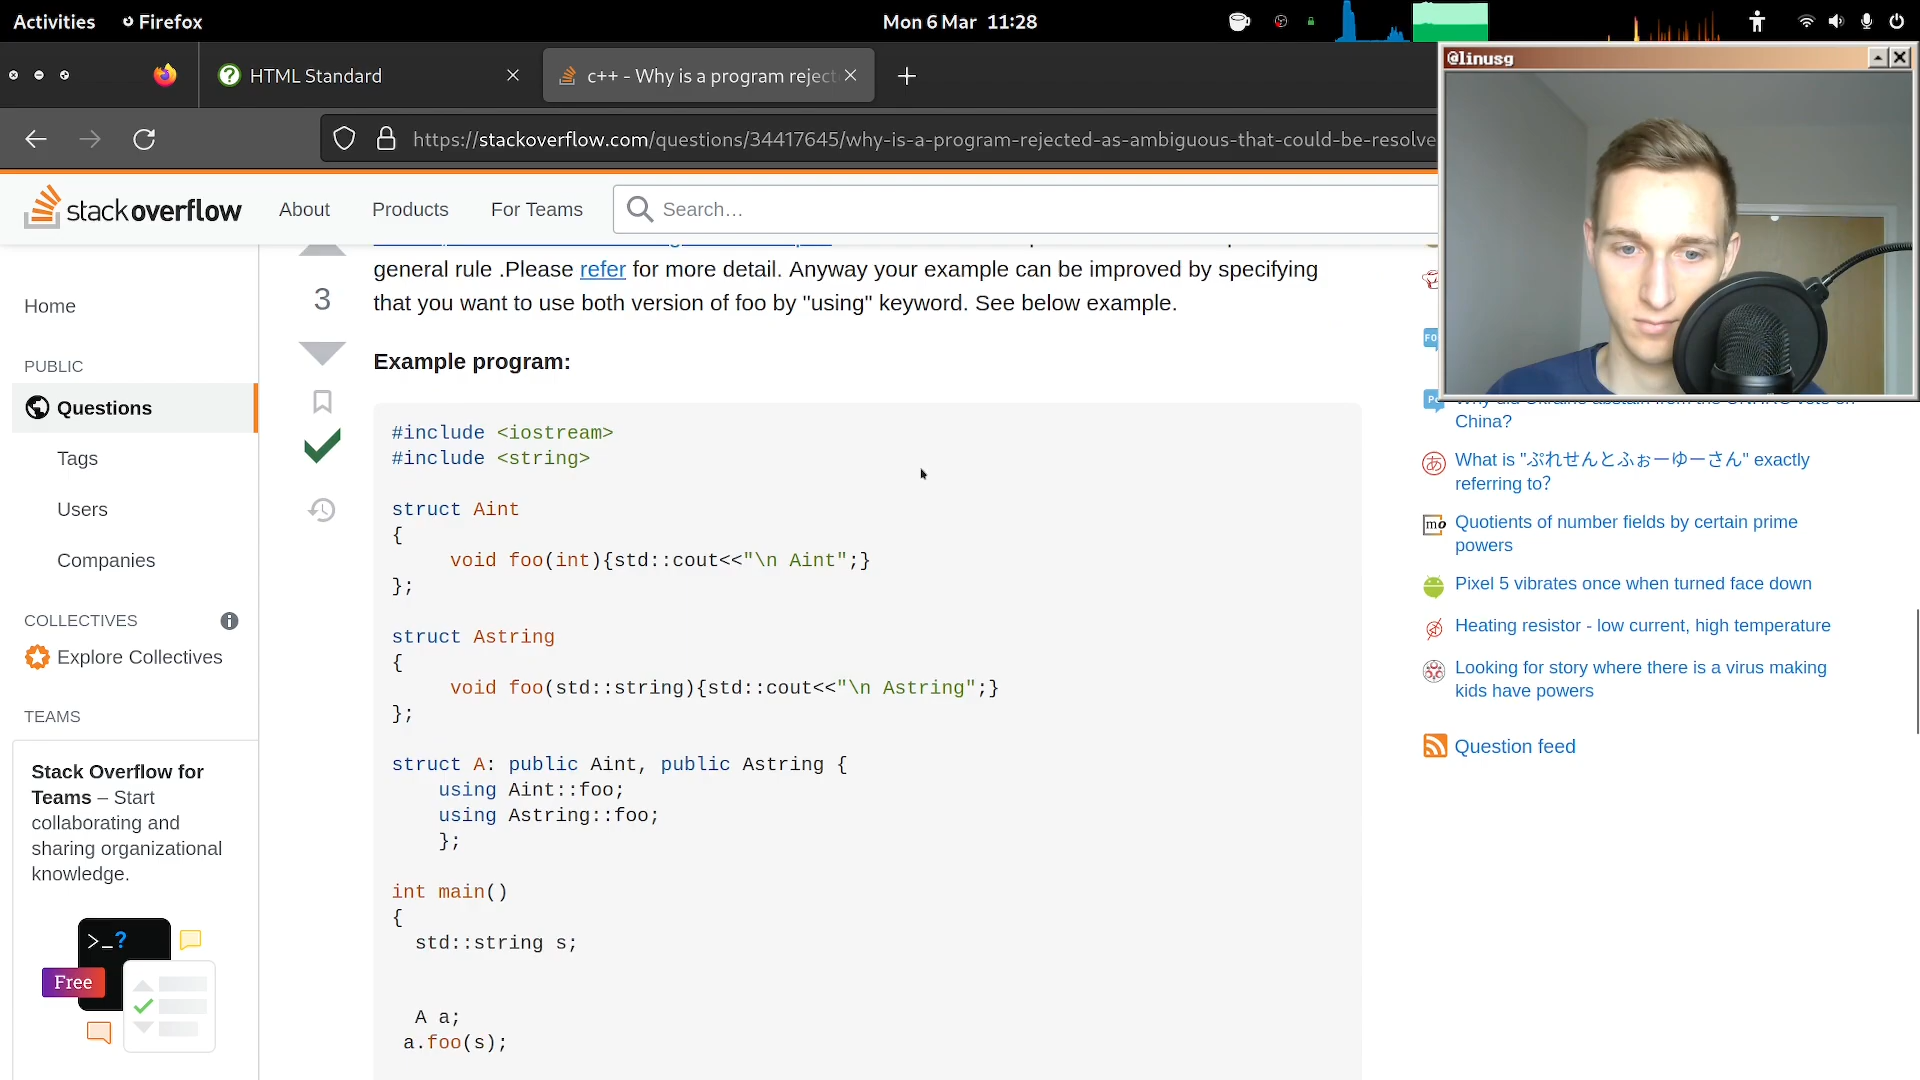 Activities
Firefox
Mon 6 Mar 11:28
@linusg
HTML Standard
c++ - Why is a program reject
https://stackoverflow.com/questions/34417645/why-is-a-program-rejected-as-ambiguous-that-could-be-resolve
stackoverflow
About
Products
For Teams
Search…
Home
PUBLIC
Questions
Tags
Users
Companies
COLLECTIVES
Explore Collectives
TEAMS
Stack Overflow for
Teams – Start
collaborating and
sharing organizational
knowledge.
>_?
Free
3
general rule .Please refer for more detail. Anyway your example can be improved by specifying
that you want to use both version of foo by "using" keyword. See below example.
Example program:
#include <iostream>
#include <string>
struct Aint
{
void foo(int){std::cout<<"\n Aint";}
};
struct Astring
{
void foo(std::string){std::cout<<"\n Astring";}
};
struct A: public Aint, public Astring {
using Aint::foo;
using Astring::foo;
};
int main()
{
std::string s;
A a;
a.foo(s);
China?
あ What is "ぷれせんとふぉーゆーさん" exactly
referring to?
mo Quotients of number fields by certain prime
powers
Pixel 5 vibrates once when turned face down
Heating resistor - low current, high temperature
Looking for story where there is a virus making
kids have powers
Question feed